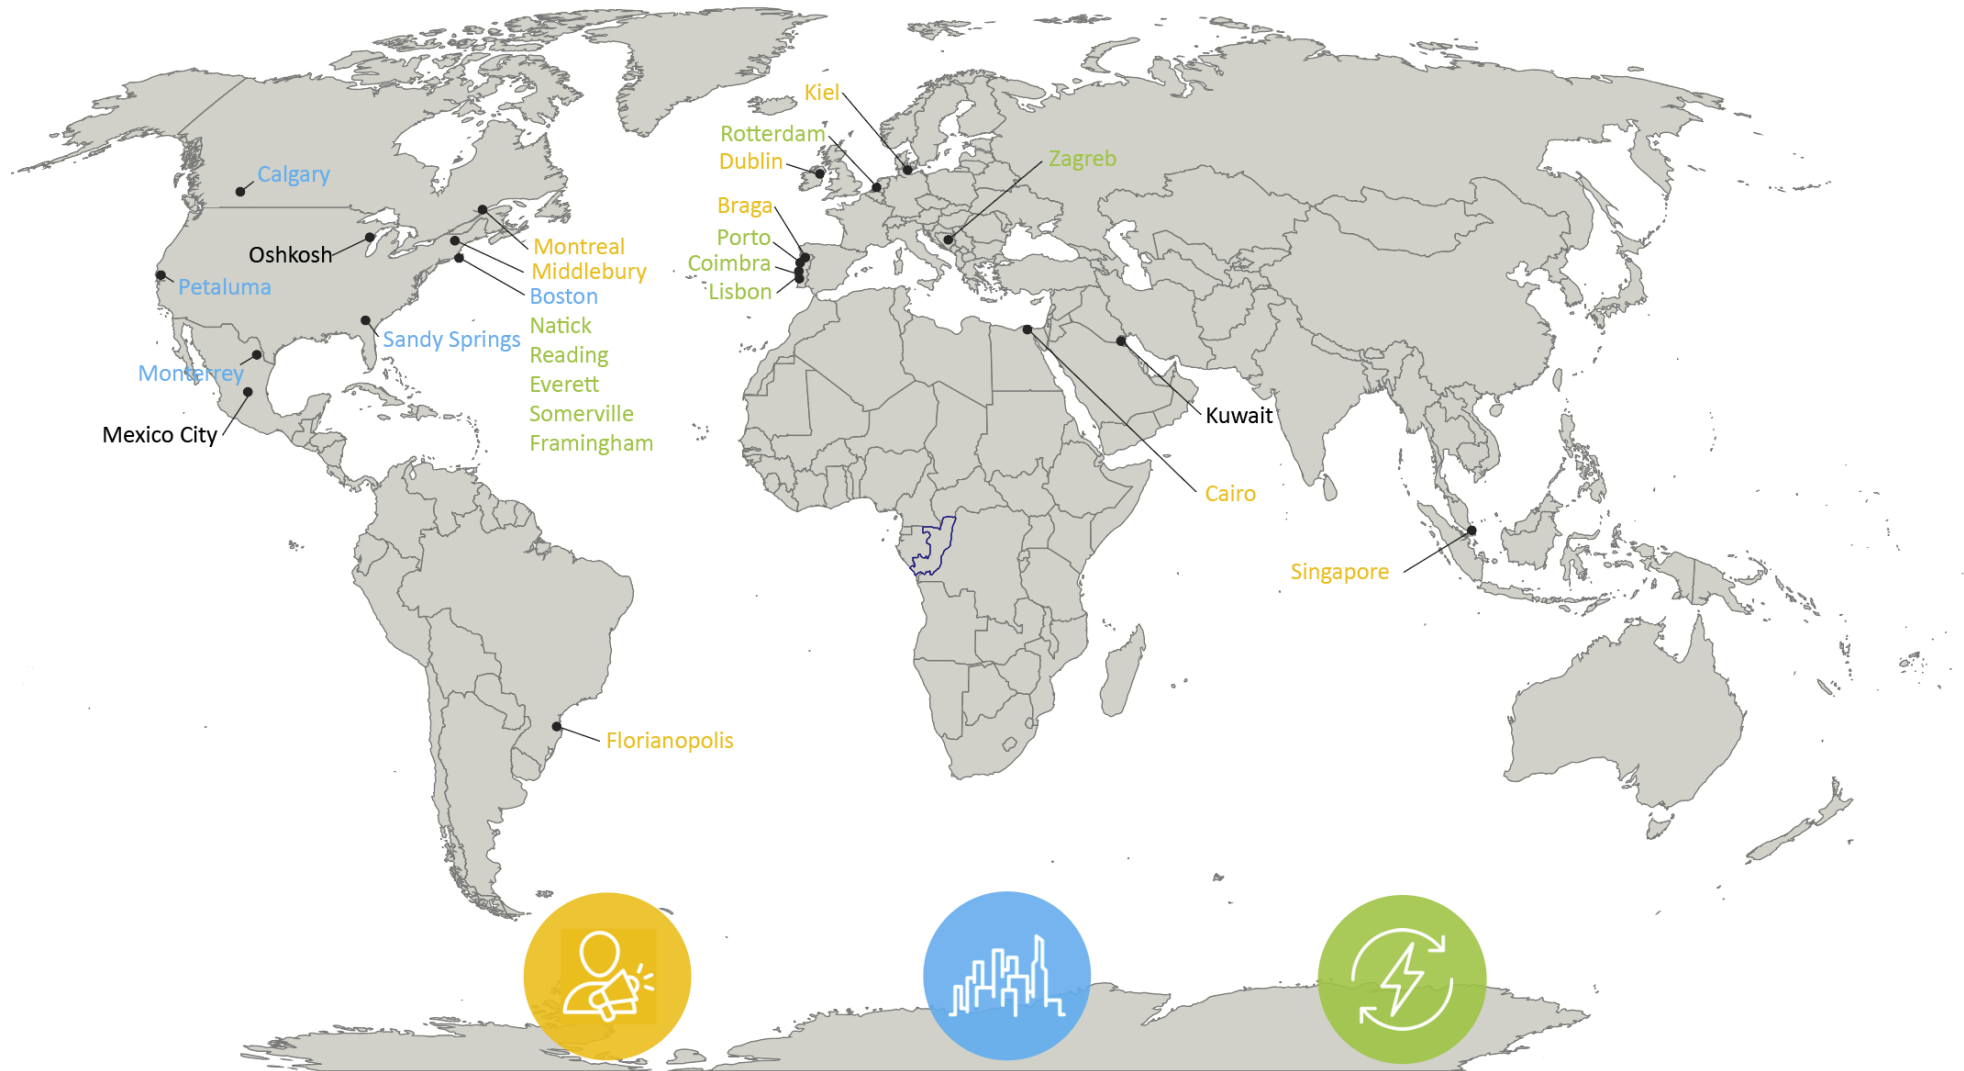 Kiel
Rotterdam
Dublin
Zagreb
Calgary
Braga
Porto
Montreal
Oshkosh
Coimbra
Middlebury
Petaluma
Lisbon
Boston
Natick
Sandy Springs
Reading
Monterrey
Everett
Somerville
Kuwait
Mexico City
Framingham
Cairo
Singapore
Florianopolis